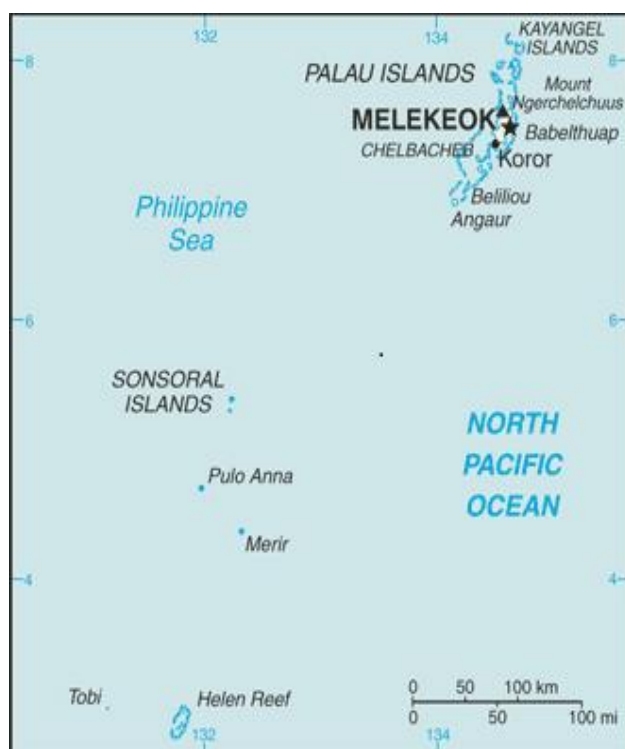 132
134
KAYANGEL
ISLANDS
8
8
PALAU ISLANDS
Mount
Ngerchelchuus
MELEKEOK
Babelthuap
CHELBACHEB
Koror
Beliliou
Angaur
Philippine
Sea
6
6
SONSORAL
ISLANDS
NORTH
PACIFIC
OCEAN
Pulo Anna
Merir
4
4
Tobi
Helen Reef
0 50 100 km
0 50 100 mi
132
134